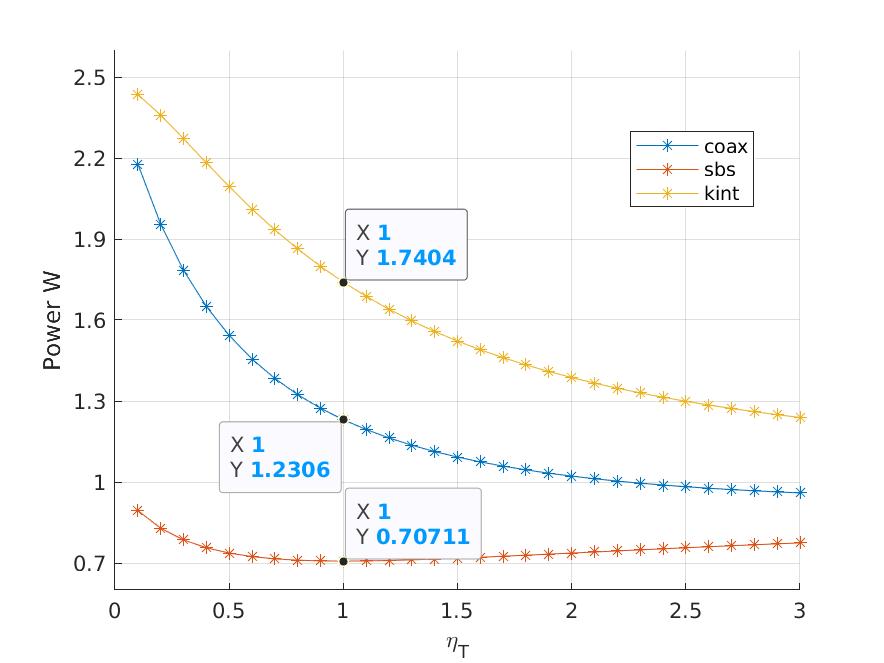 2.5
2.2
1.9
1.6
1.3
1
0.7
Power W
coax
sbs
kint
X 1
Y 1.7404
X 1
Y 1.2306
X 1
Y 0.70711
0 0.5 1 1.5 2 2.5 3
η_T